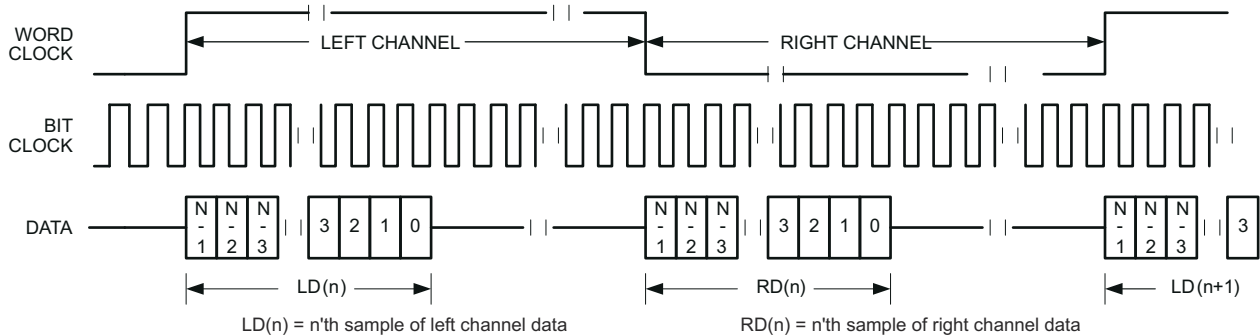 WORD
CLOCK
LEFT CHANNEL
RIGHT CHANNEL
BIT
CLOCK
DATA
N
-
1
N
-
2
N
-
3
3
2
1
0
N
-
1
N
-
2
N
-
3
3
2
1
0
N
-
1
N
-
2
N
-
3
3
LD(n)
RD(n)
LD(n+1)
LD(n) = n'th sample of left channel data
RD(n) = n'th sample of right channel data